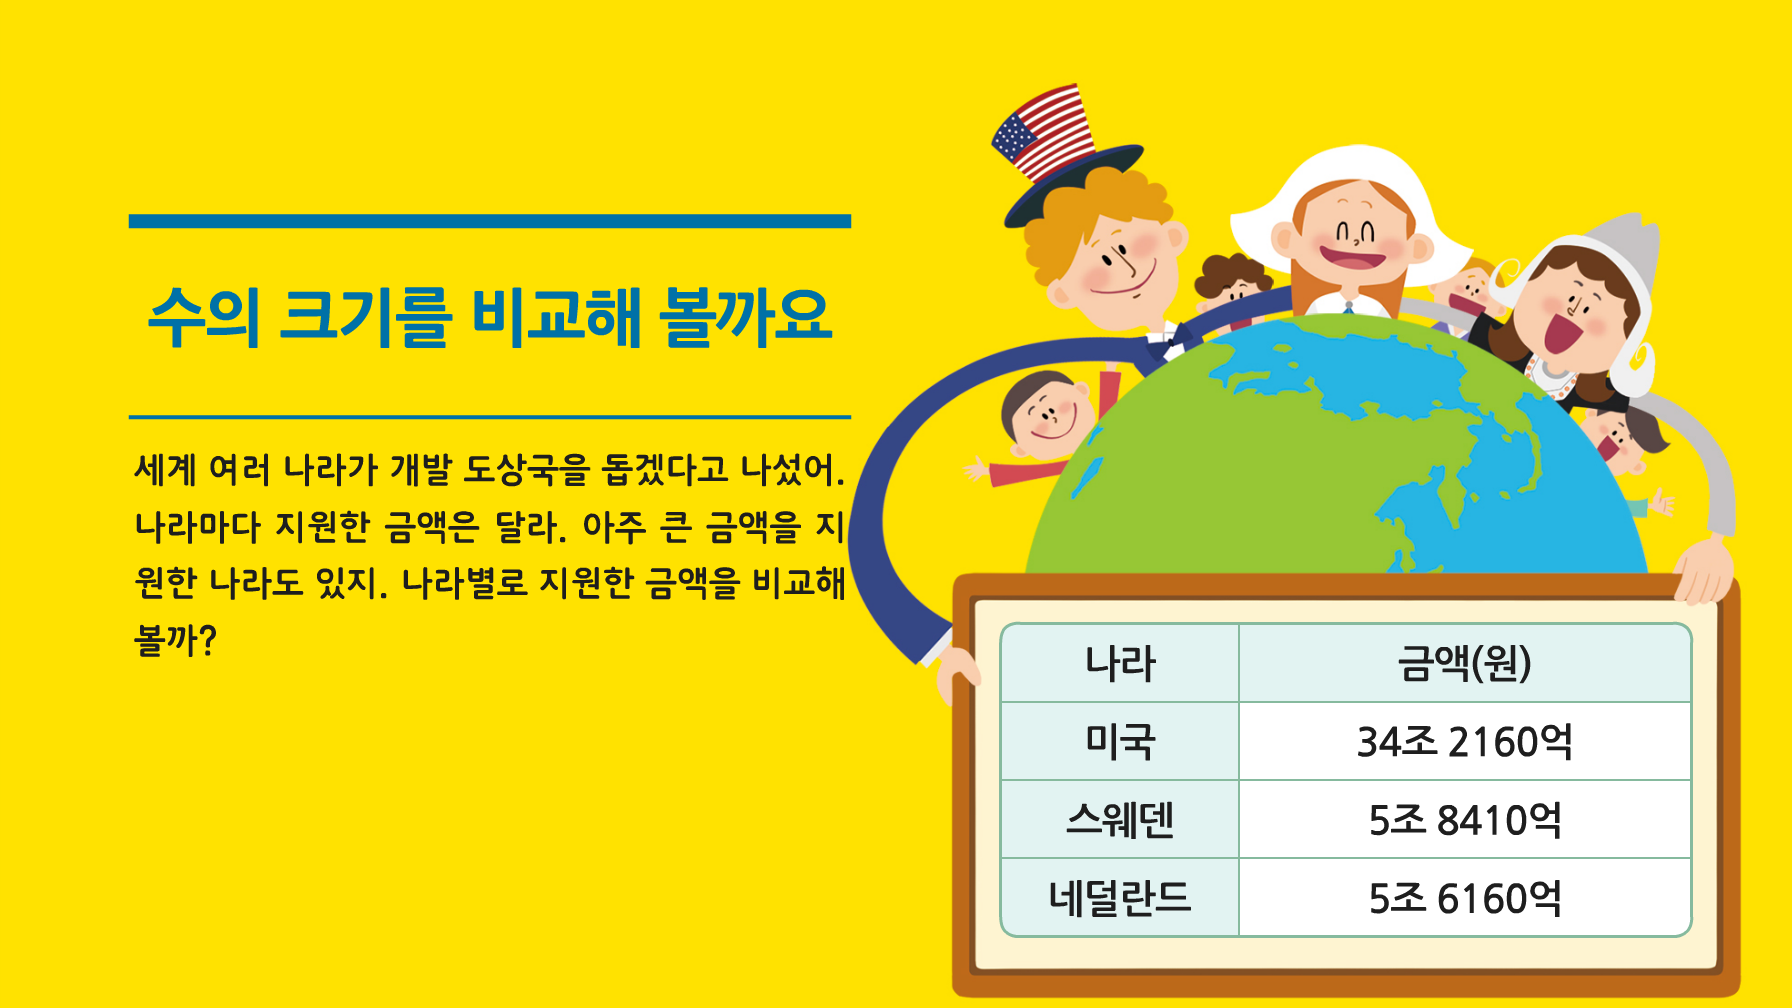 수의 크기를 비교해 볼까요
세계 여러 나라가 개발 도상국을 돕겠다고 나섰어.
나라마다 지원한 금액은 달라. 아주 큰 금액을 지
원한 나라도 있지. 나라별로 지원한 금액을 비교해
볼까?
나라 금액(원)
미국 34조 2160억
스웨덴 5조 8410억
네덜란드 5조 6160억